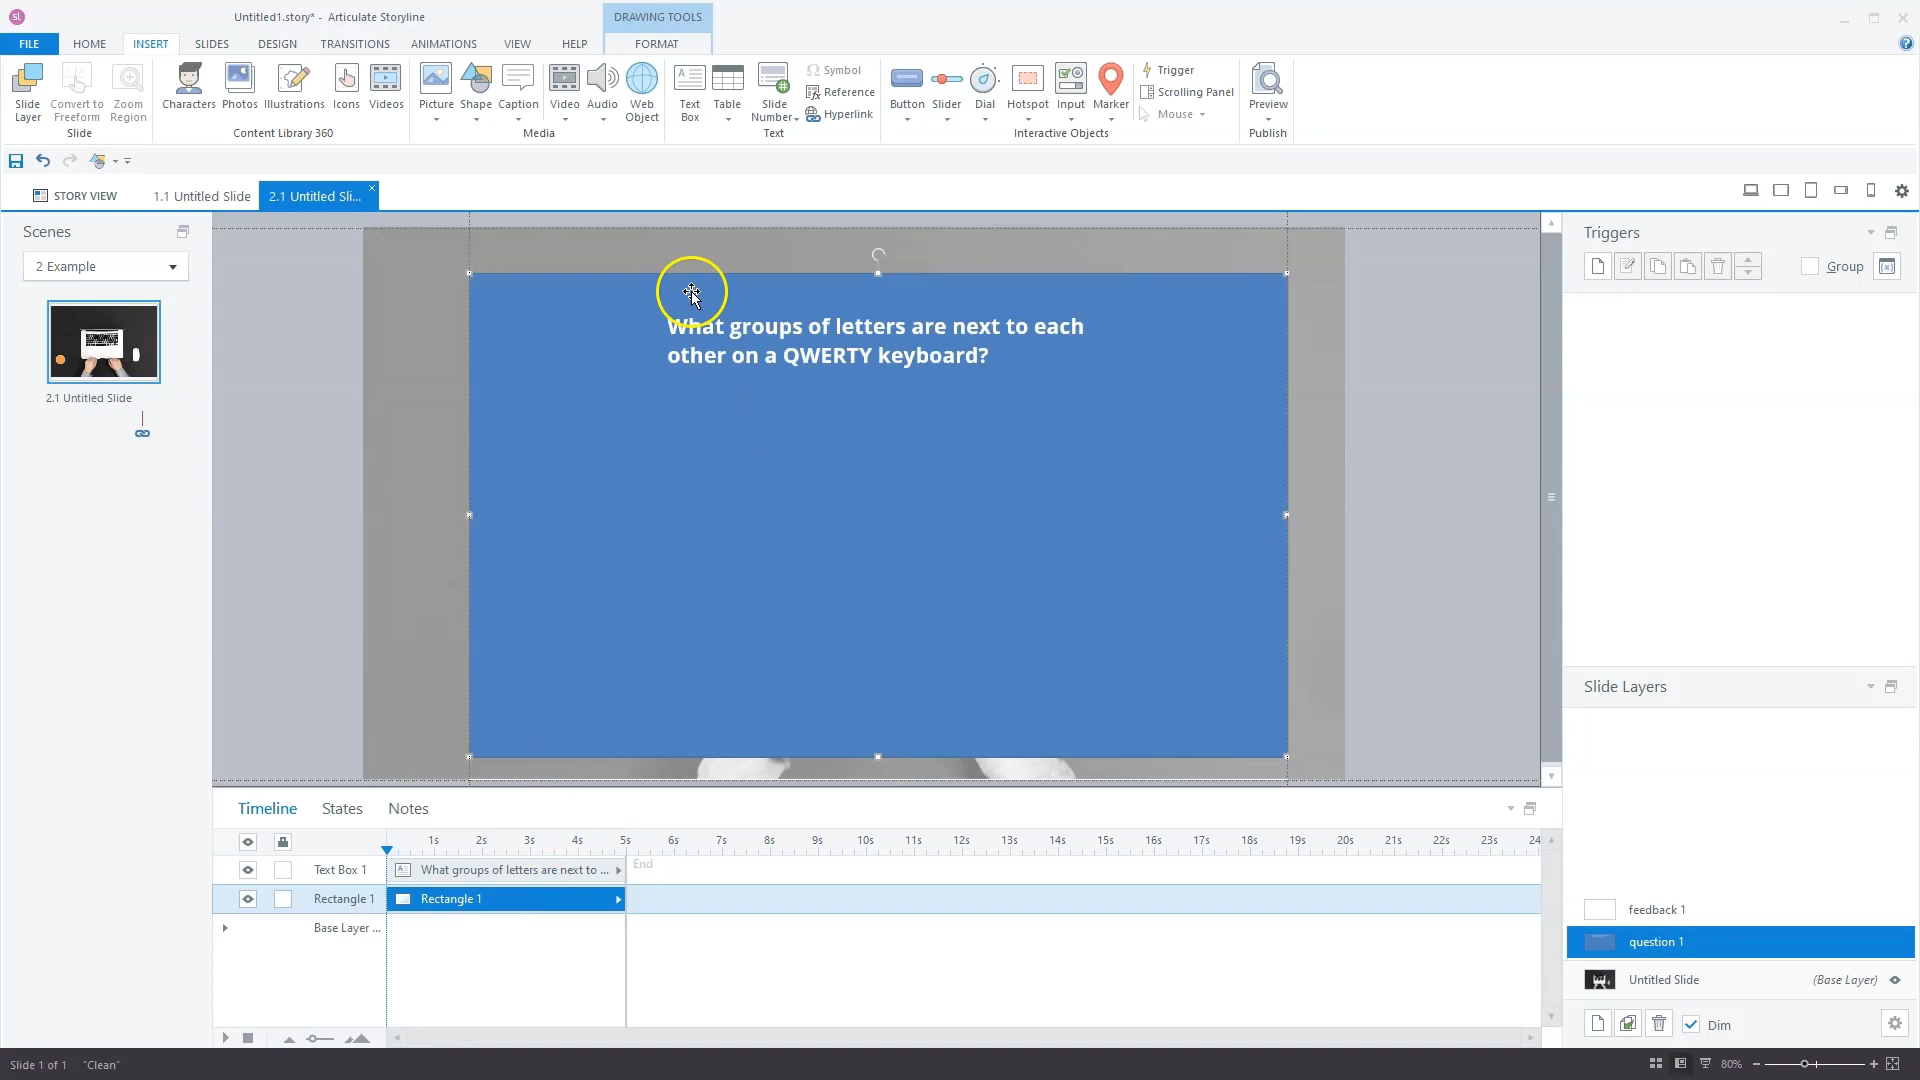 sl
Untitled1.story* - Articulate Storyline
DRAWING TOOLS
FILE HOME INSERT SLIDES DESIGN TRANSITIONS ANIMATIONS VIEW HELP FORMAT
Slide Layer
Convert to Freeform
Zoom Region
Slide
Characters
Photos
Illustrations
Icons
Videos
Content Library 360
Picture
Shape
Caption
Video
Audio
Web Object
Media
Text Box
Table
Slide Number
Symbol
Reference
Hyperlink
Text
Button
Slider
Dial
Hotspot
Input
Marker
Trigger
Scrolling Panel
Mouse
Interactive Objects
Preview
Publish
STORY VIEW
1.1 Untitled Slide
2.1 Untitled Sli...
Scenes
2 Example
2.1 Untitled Slide
What groups of letters are next to each
other on a QWERTY keyboard?
Triggers
Group
Slide Layers
feedback 1
question 1
Untitled Slide (Base Layer)
Dim
Timeline States Notes
1s 2s 3s 4s 5s 6s 7s 8s 9s 10s 11s 12s 13s 14s 15s 16s 17s 18s 19s 20s 21s 22s 23s 24
Text Box 1 What groups of letters are next to ... End
Rectangle 1 Rectangle 1
Base Layer ...
Slide 1 of 1 "Clean" 80%